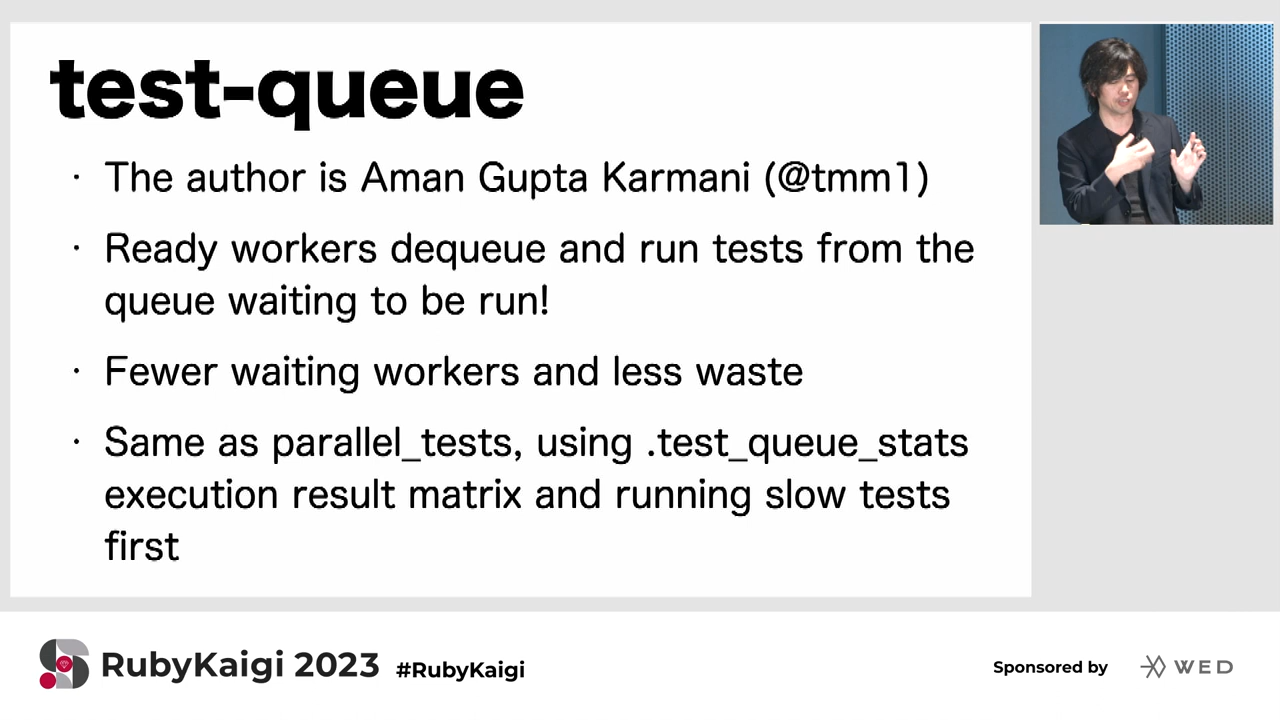 test-queue
・ The author is Aman Gupta Karmani (@tmm1)
・ Ready workers dequeue and run tests from the
queue waiting to be run!
・ Fewer waiting workers and less waste
・ Same as parallel_tests, using .test_queue_stats
execution result matrix and running slow tests
first
RubyKaigi 2023 #RubyKaigi
Sponsored by WED